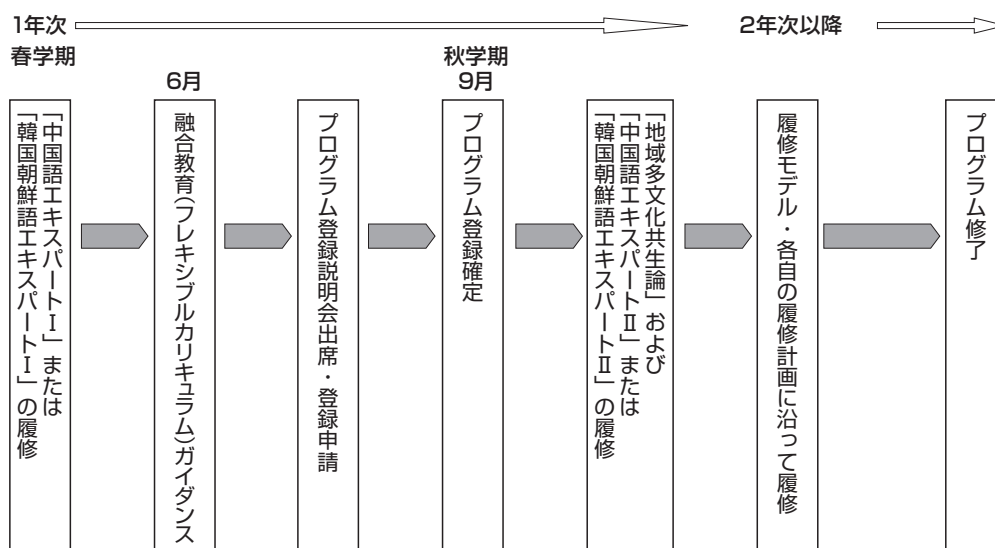 1年次
2年次以降
春学期
秋学期
6月
9月
「中国語エキスパートⅠ」または
「韓国朝鮮語エキスパートⅠ」の履修
融合教育(フレキシブルカリキュラム)ガイダンス
プログラム登録説明会出席・登録申請
プログラム登録確定
「地域多文化共生論」および
「中国語エキスパートⅡ」または
「韓国朝鮮語エキスパートⅡ」の履修
履修モデル・各自の履修計画に沿って履修
プログラム修了